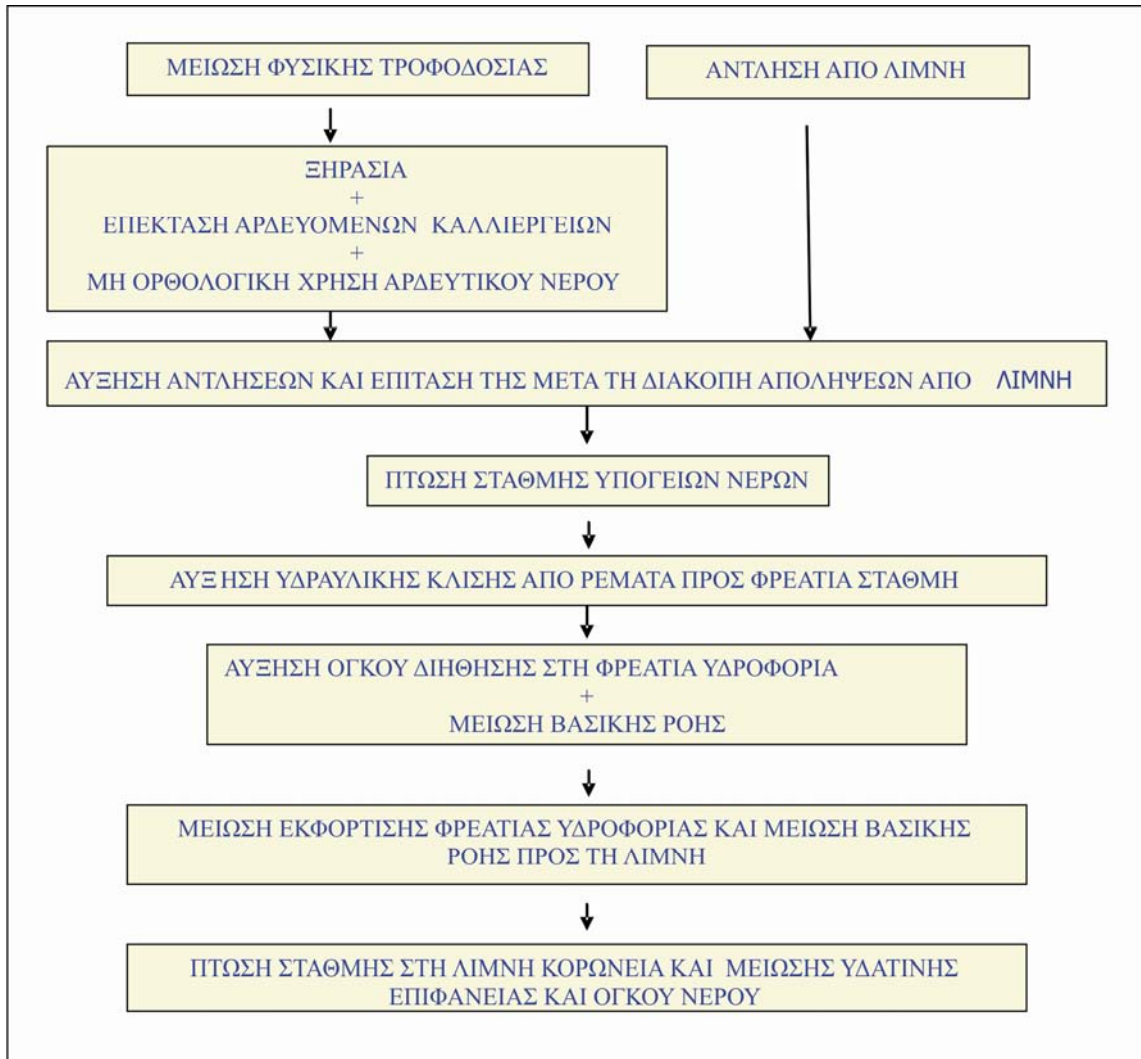 ΜΕΙΩΣΗ ΦΥΣΙΚΗΣ ΤΡΟΦΟΔΟΣΙΑΣ
ΑΝΤΛΗΣΗ ΑΠΟ ΛΙΜΝΗ
ΞΗΡΑΣΙΑ
+
ΕΠΕΚΤΑΣΗ ΑΡΔΕΥΟΜΕΝΩΝ ΚΑΛΛΙΕΡΓΕΙΩΝ
+
ΜΗ ΟΡΘΟΛΟΓΙΚΗ ΧΡΗΣΗ ΑΡΔΕΥΤΙΚΟΥ ΝΕΡΟΥ
ΑΥΞΗΣΗ ΑΝΤΛΗΣΕΩΝ ΚΑΙ ΕΠΙΤΑΣΗ ΤΗΣ ΜΕΤΑ ΤΗ ΔΙΑΚΟΠΗ ΑΠΟΛΗΨΕΩΝ ΑΠΟ ΛΙΜΝΗ
ΠΤΩΣΗ ΣΤΑΘΜΗΣ ΥΠΟΓΕΙΩΝ ΝΕΡΩΝ
ΑΥΞΗΣΗ ΥΔΡΑΥΛΙΚΗΣ ΚΛΙΣΗΣ ΑΠΟ ΡΕΜΑΤΑ ΠΡΟΣ ΦΡΕΑΤΙΑ ΣΤΑΘΜΗ
ΑΥΞΗΣΗ ΟΓΚΟΥ ΔΙΗΘΗΣΗΣ ΣΤΗ ΦΡΕΑΤΙΑ ΥΔΡΟΦΟΡΙΑ
+
ΜΕΙΩΣΗ ΒΑΣΙΚΗΣ ΡΟΗΣ
ΜΕΙΩΣΗ ΕΚΦΟΡΤΙΣΗΣ ΦΡΕΑΤΙΑΣ ΥΔΡΟΦΟΡΙΑΣ ΚΑΙ ΜΕΙΩΣΗ ΒΑΣΙΚΗΣ
ΡΟΗΣ ΠΡΟΣ ΤΗ ΛΙΜΝΗ
ΠΤΩΣΗ ΣΤΑΘΜΗΣ ΣΤΗ ΛΙΜΝΗ ΚΟΡΩΝΕΙΑ ΚΑΙ ΜΕΙΩΣΗΣ ΥΔΑΤΙΝΗΣ
ΕΠΙΦΑΝΕΙΑΣ ΚΑΙ ΟΓΚΟΥ ΝΕΡΟΥ